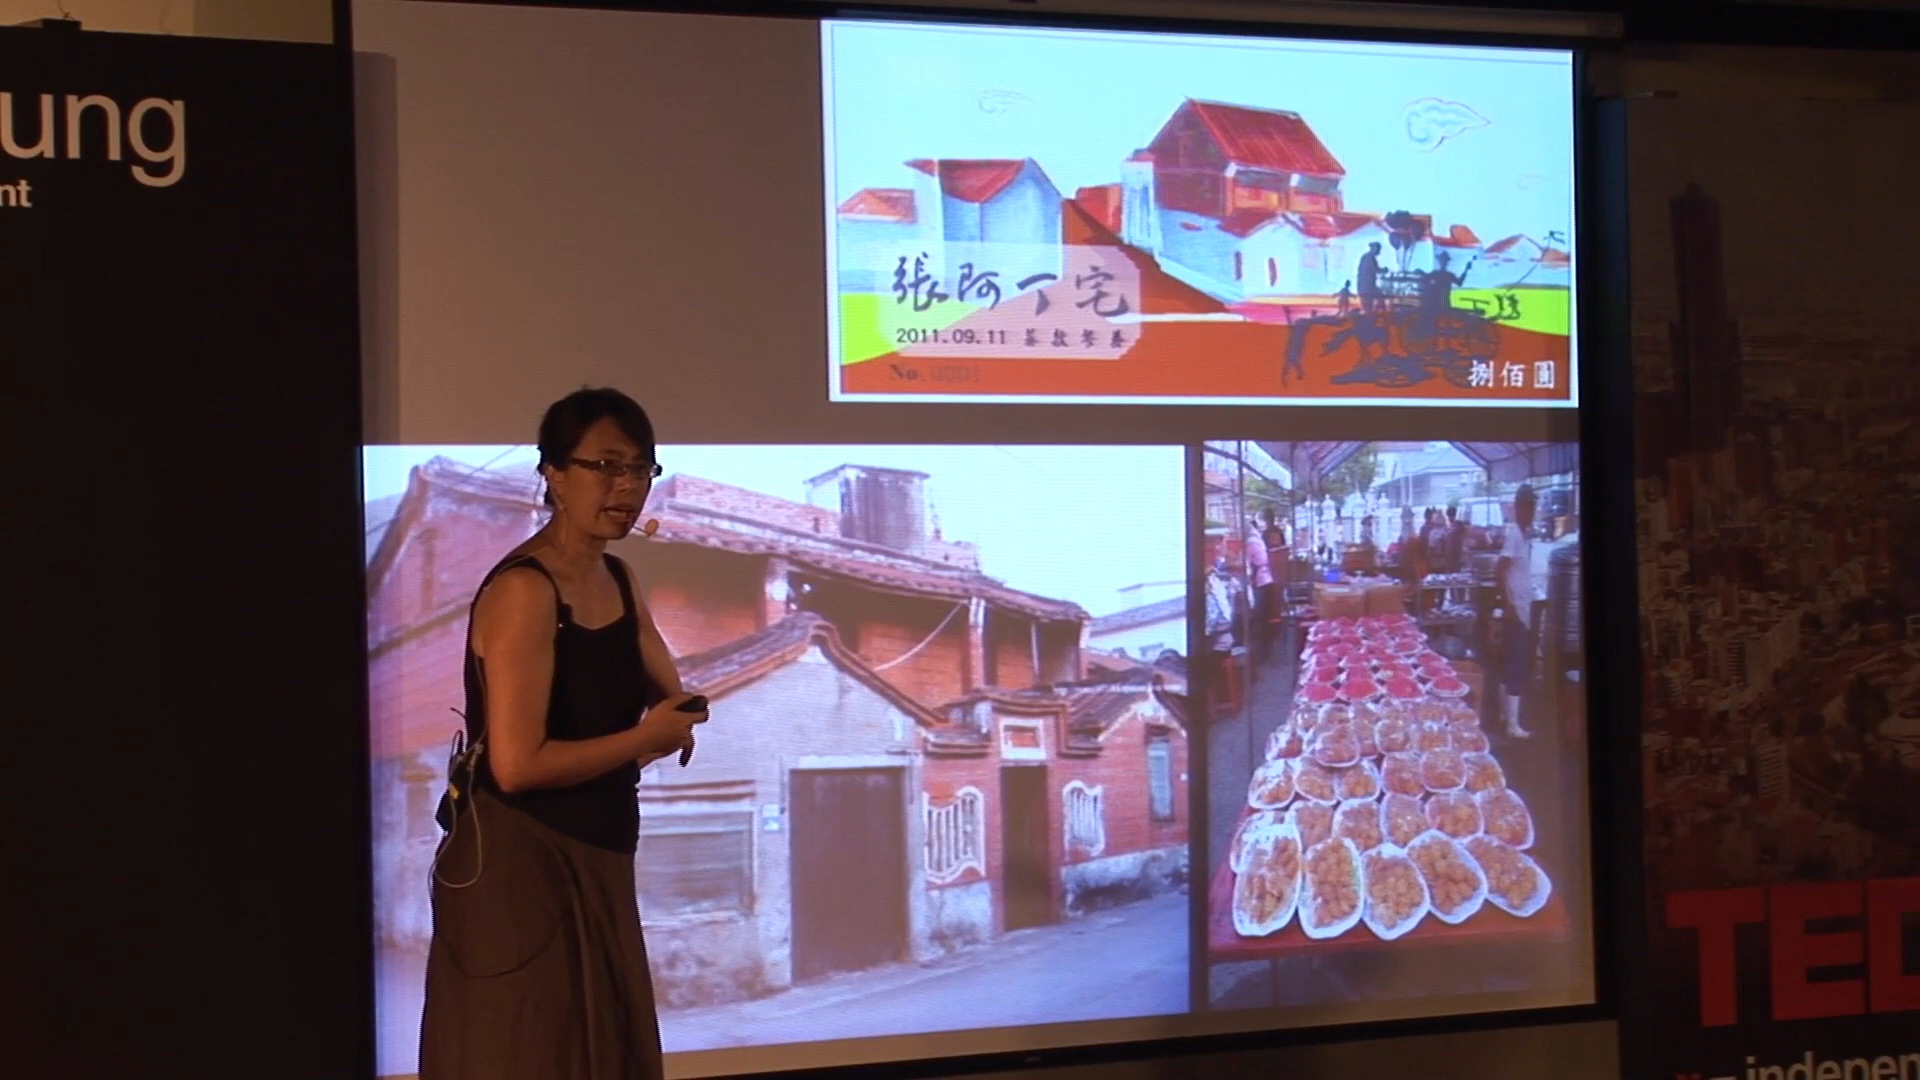 ung
nt
張阿丁宅
2011.09.11 募款餐券
No.0001
捌佰圓
TED
x = indepen